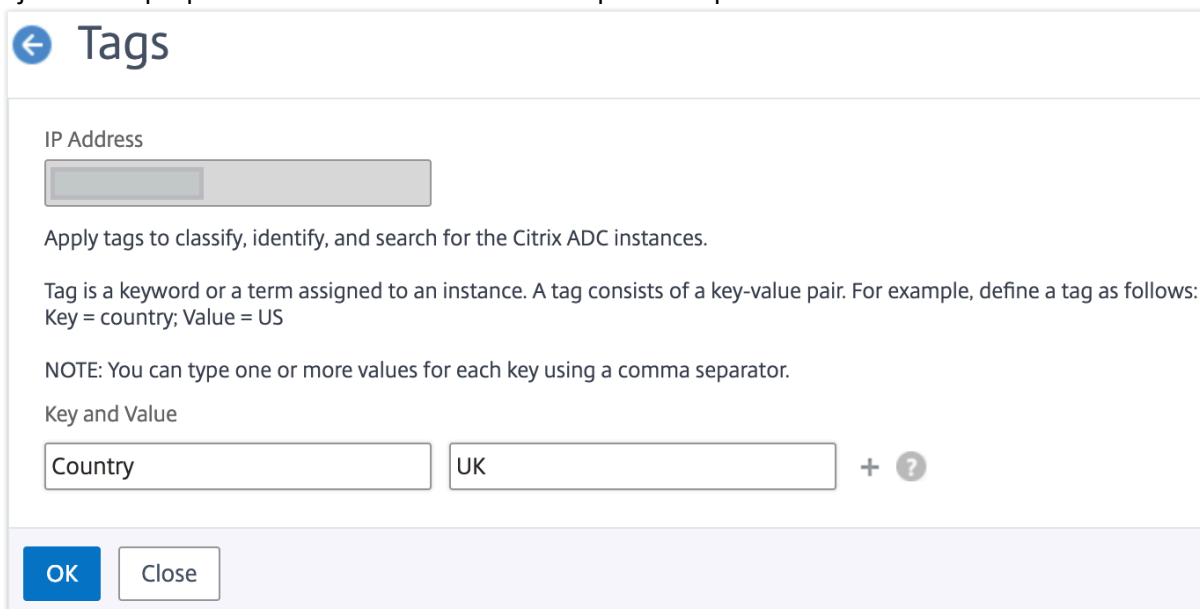 Tags
IP Address
Apply tags to classify, identify, and search for the Citrix ADC instances.
Tag is a keyword or a term assigned to an instance. A tag consists of a key-value pair. For example, define a tag as follows:
Key = country; Value = US
NOTE: You can type one or more values for each key using a comma separator.
Key and Value
Country UK + ?
OK Close